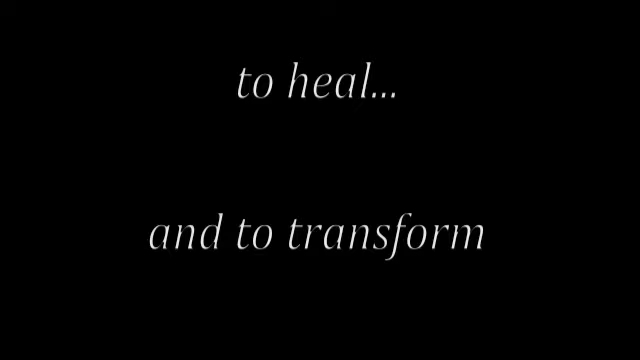 to heal...
and to transform